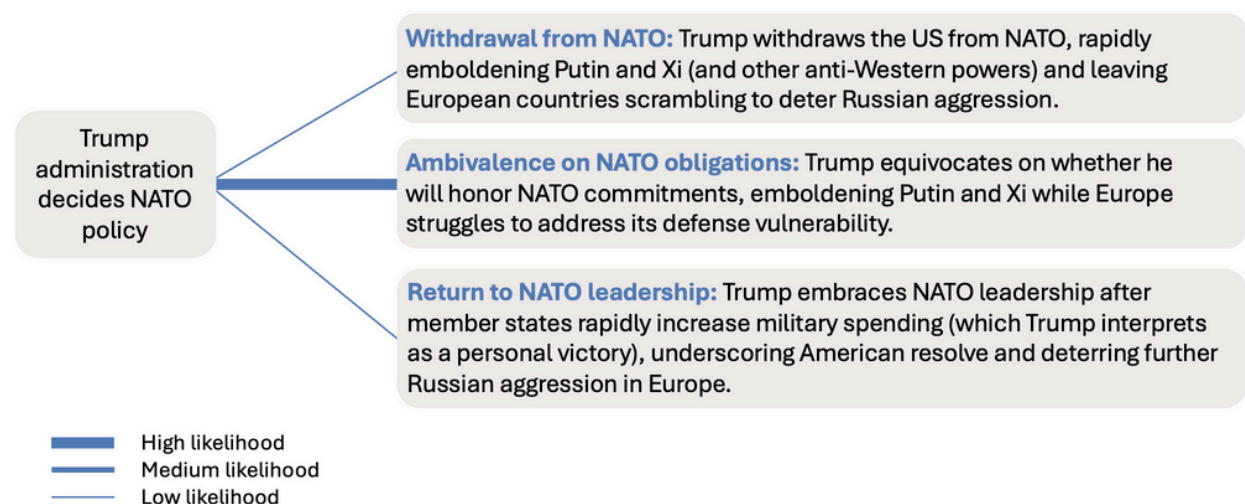 Trump
administration
decides NATO
policy
Withdrawal from NATO: Trump withdraws the US from NATO, rapidly
emboldening Putin and Xi (and other anti-Western powers) and leaving
European countries scrambling to deter Russian aggression.
Ambivalence on NATO obligations: Trump equivocates on whether he
will honor NATO commitments, emboldening Putin and Xi while Europe
struggles to address its defense vulnerability.
Return to NATO leadership: Trump embraces NATO leadership after
member states rapidly increase military spending (which Trump interprets
as a personal victory), underscoring American resolve and deterring further
Russian aggression in Europe.
High likelihood
Medium likelihood
Low likelihood